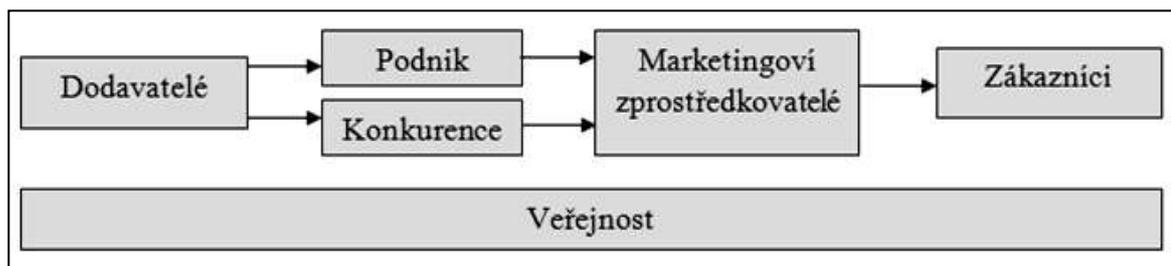 Dodavatelé
Podnik
Konkurence
Marketingoví
zprostředkovatelé
Zákazníci
Veřejnost